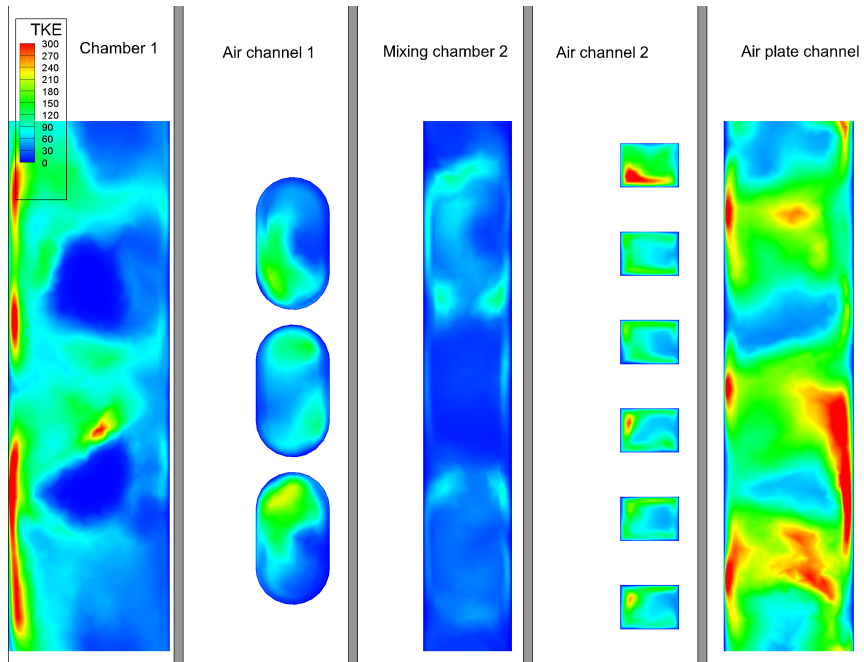 TKE
300
270
240
210
180
150
120
90
60
30
0
Chamber 1
Air channel 1
Mixing chamber 2
Air channel 2
Air plate channel